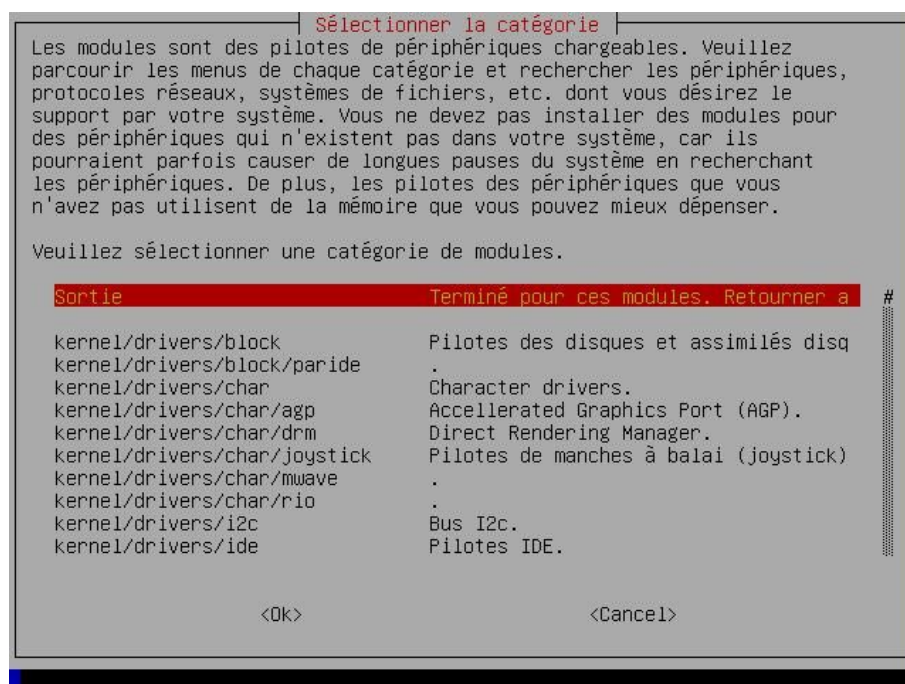 Sélectionner la catégorie
Les modules sont des pilotes de périphériques chargeables. Veuillez
parcourir les menus de chaque catégorie et rechercher les périphériques,
protocoles réseaux, systèmes de fichiers, etc. dont vous désirez le
support par votre système. Vous ne devez pas installer des modules pour
des périphériques qui n'existent pas dans votre système, car ils
pourraient parfois causer de longues pauses du système en recherchant
les périphériques. De plus, les pilotes des périphériques que vous
n'avez pas utilisent de la mémoire que vous pouvez mieux dépenser.
Veuillez sélectionner une catégorie de modules.
Sortie Terminé pour ces modules. Retourner a #
kernel/drivers/block Pilotes des disques et assimilés disq
kernel/drivers/block/paride .
kernel/drivers/char Character drivers.
kernel/drivers/char/agp Accellerated Graphics Port (AGP).
kernel/drivers/char/drm Direct Rendering Manager.
kernel/drivers/char/joystick Pilotes de manches à balai (joystick)
kernel/drivers/char/mwave .
kernel/drivers/char/rio .
kernel/drivers/i2c Bus I2c.
kernel/drivers/ide Pilotes IDE.
<Ok> <Cancel>